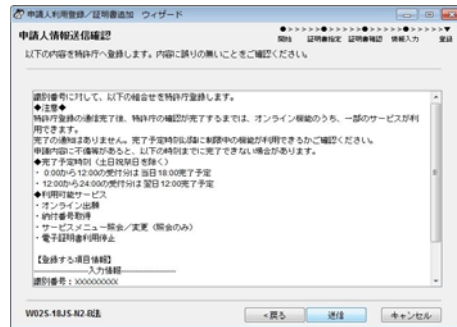 申請人利用登録／証明書追加　ウィザード
申請人情報送信確認
●>>>>>●>>>>>●>>>>>●>>>>>▼
開始 証明書指定 証明書確認 情報入力 登録
以下の内容を特許庁へ登録します。内容に誤りの無いことをご確認ください。
識別番号に対して、以下の組合せを特許庁登録します。
◆注意◆
特許庁登録の通信完了後、特許庁の確認が完了するまでは、オンライン機能のうち、一部のサービスが利
用できます。
完了の通知はありません。完了予定時刻以降に制限中の機能が利用できるかご確認ください。
申請内容に不備等があると、以下の時刻までに完了できない場合があります。
◆完了予定時刻（土日祝祭日を除く）
・ 0:00から12:00の受付分は当日18:00完了予定
・ 12:00から24:00の受付分は翌日12:00完了予定
◆利用可能サービス
・オンライン出願
・納付番号取得
・サービスメニュー照会／変更（照会のみ）
・電子証明書利用停止
【登録する項目情報】
――――入力情報――――
識別番号：XXXXXXXXX
W02S-18JS-N2-R法
<戻る 送信 キャンセル